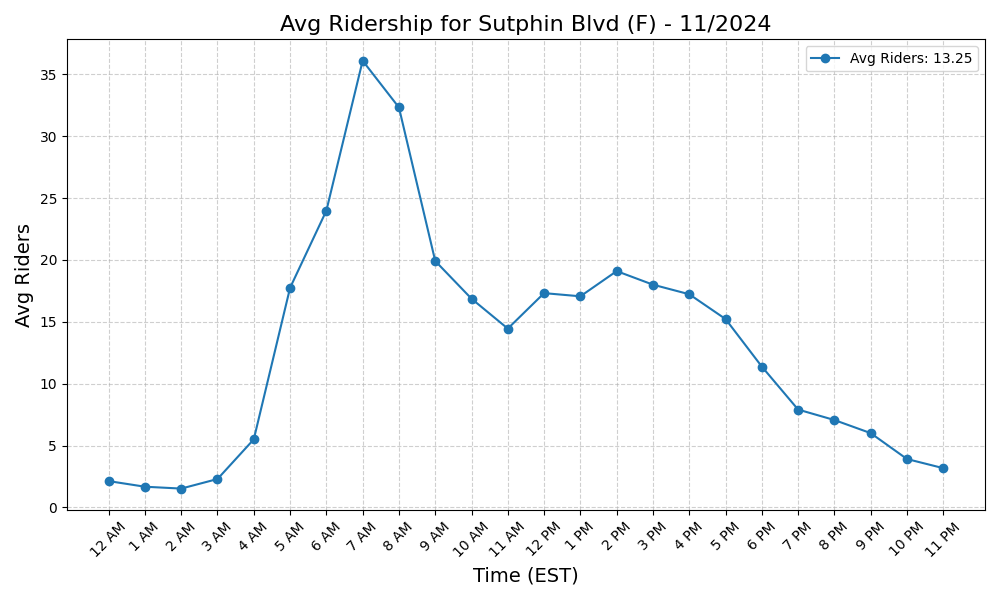 Avg Ridership for Sutphin Blvd (F) - 11/2024
Avg Riders: 13.25
Avg Riders
35
30
25
20
15
10
5
0
12 AM
1 AM
2 AM
3 AM
4 AM
5 AM
6 AM
7 AM
8 AM
9 AM
10 AM
11 AM
12 PM
1 PM
2 PM
3 PM
4 PM
5 PM
6 PM
7 PM
8 PM
9 PM
10 PM
11 PM
Time (EST)